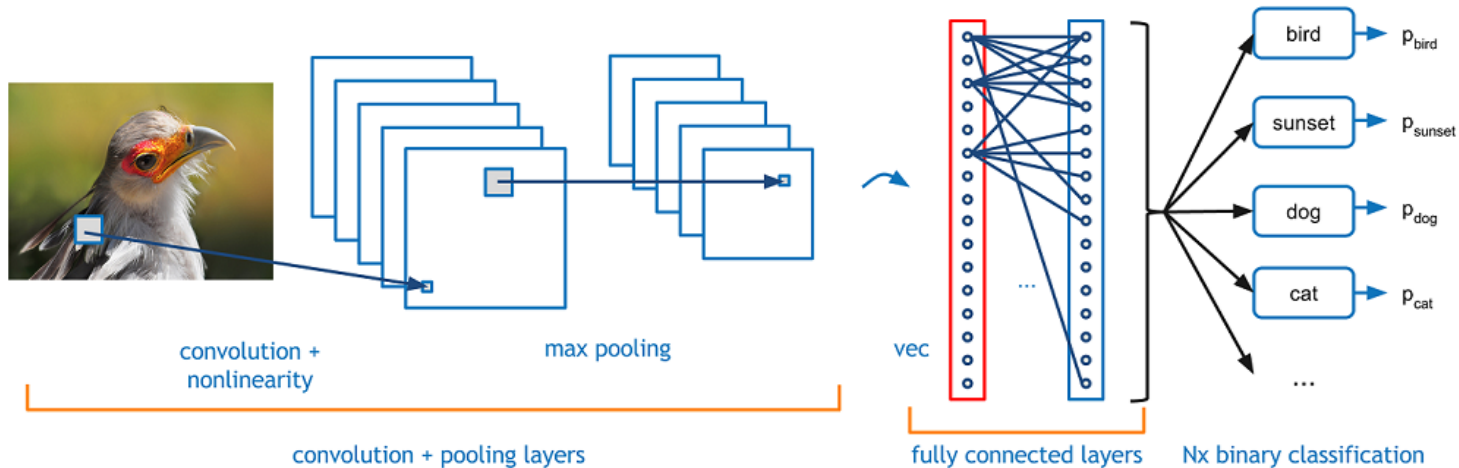 bird
p_bird
sunset
p_sunset
dog
p_dog
cat
p_cat
...
...
convolution +
nonlinearity
max pooling
vec
convolution + pooling layers
fully connected layers
Nx binary classification